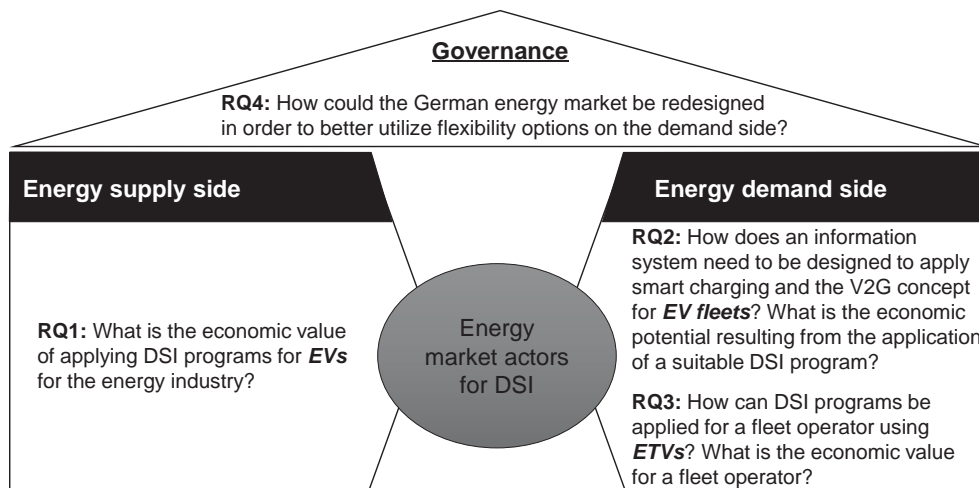 Governance
RQ4: How could the German energy market be redesigned
in order to better utilize flexibility options on the demand side?
Energy supply side
RQ1: What is the economic value
of applying DSI programs for EVs
for the energy industry?
Energy
market actors
for DSI
Energy demand side
RQ2: How does an information
system need to be designed to apply
smart charging and the V2G concept
for EV fleets? What is the economic
potential resulting from the application
of a suitable DSI program?
RQ3: How can DSI programs be
applied for a fleet operator using
ETVs? What is the economic value
for a fleet operator?